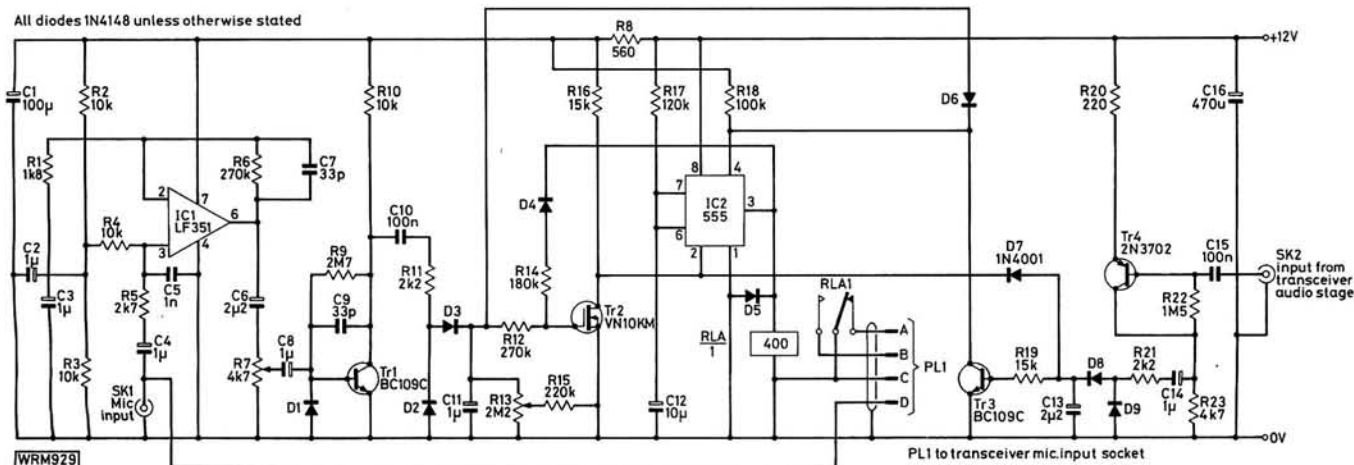 All diodes 1N4148 unless otherwise stated
R8
560
+12V
C1
100µ
R2
10k
R10
10k
R16
15k
R17
120k
R18
100k
D6
R20
220
C16
470u
R1
1k8
R6
270k
C7
33p
2
7
IC1
LF351
6
3
4
R4
10k
C10
100n
D4
8
4
7
IC2
555
3
6
2
1
Tr4
2N3702
C15
100n
SK2
input from
transceiver
audio stage
C2
1µ
C3
1µ
R5
2k7
C5
1n
C6
2µ2
R9
2M7
C9
33p
R11
2k2
D3
R14
180k
R12
270k
Tr2
VN10KM
D7
1N4001
D5
RLA1
RLA
1
400
A
B
C
D
PL1
R22
1M5
R3
10k
C4
1µ
SK1
Mic
input
R7
4k7
C8
1µ
D1
Tr1
BC109C
D2
C11
1µ
R13
2M2
R15
220k
C12
10µ
R19
15k
Tr3
BC109C
D8
C13
2µ2
D9
R21
2k2
C14
1µ
R23
4k7
0V
WRM929
PL1 to transceiver mic.input socket